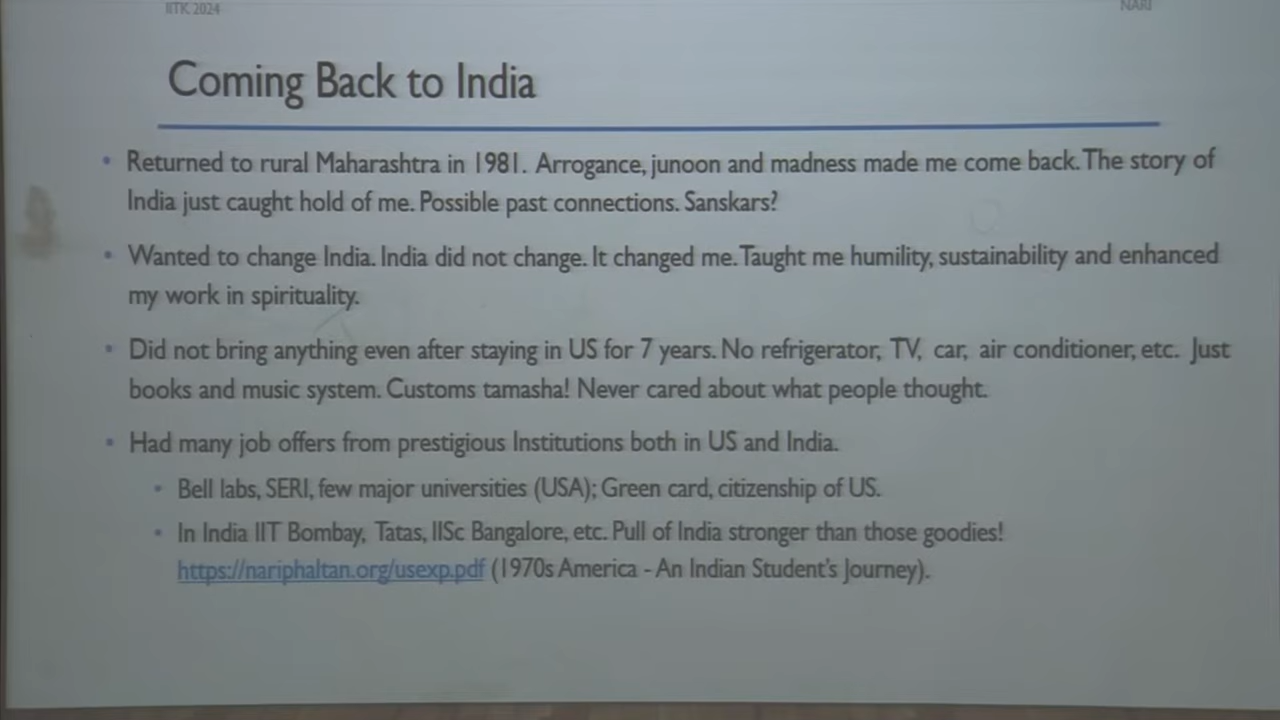 IITK 2024
NARI
Coming Back to India
• Returned to rural Maharashtra in 1981. Arrogance, junoon and madness made me come back. The story of
India just caught hold of me. Possible past connections. Sanskars?
• Wanted to change India. India did not change. It changed me. Taught me humility, sustainability and enhanced
my work in spirituality.
• Did not bring anything even after staying in US for 7 years. No refrigerator, TV, car, air conditioner, etc. Just
books and music system. Customs tamasha! Never cared about what people thought.
• Had many job offers from prestigious Institutions both in US and India.
• Bell labs, SERI, few major universities (USA); Green card, citizenship of US.
• In India IIT Bombay, Tatas, IISc Bangalore, etc. Pull of India stronger than those goodies!
https://nariphaltan.org/usexp.pdf (1970s America - An Indian Student's Journey).